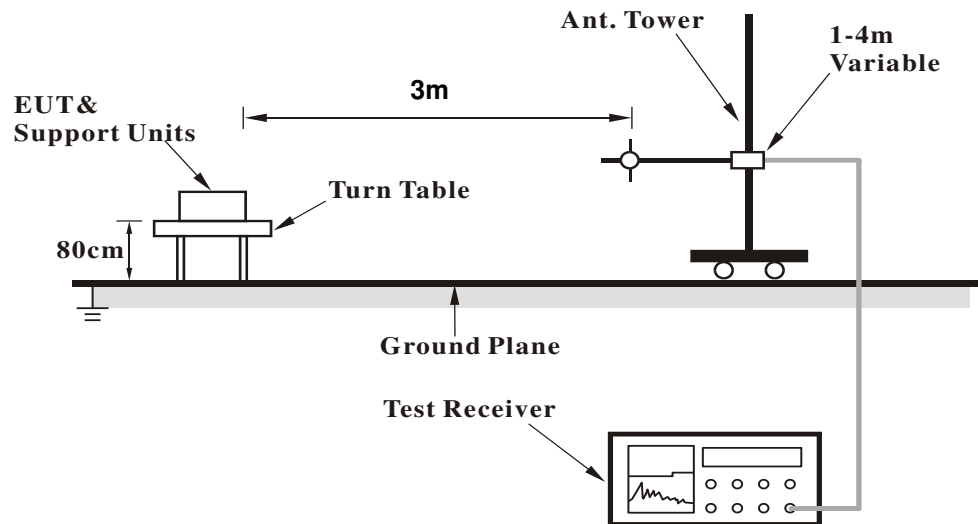 Ant. Tower
1-4m
Variable
3m
EUT&
Support Units
Turn Table
80cm
Ground Plane
Test Receiver